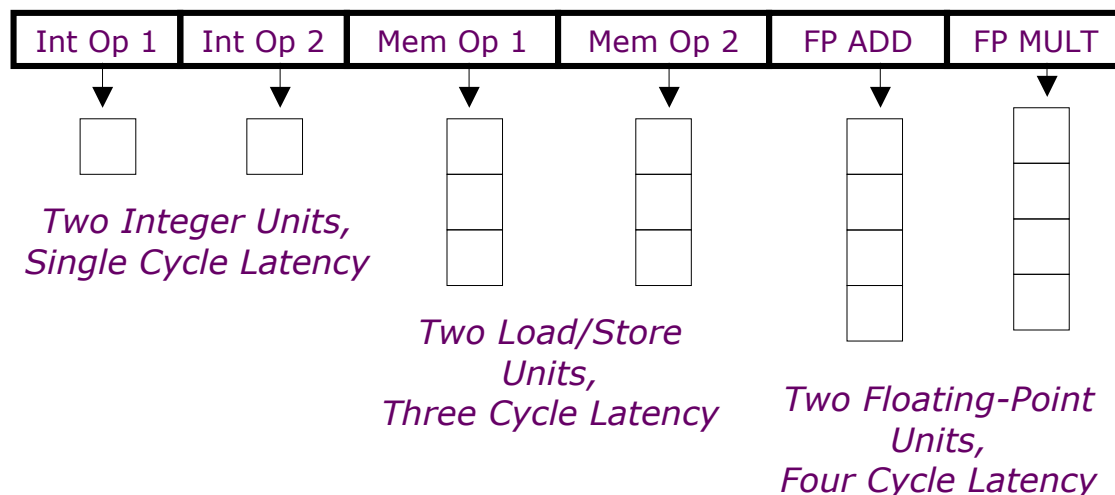 Int Op 1 Int Op 2 Mem Op 1 Mem Op 2 FP ADD FP MULT
Two Integer Units,
Single Cycle Latency
Two Load/Store
Units,
Three Cycle Latency
Two Floating-Point
Units,
Four Cycle Latency